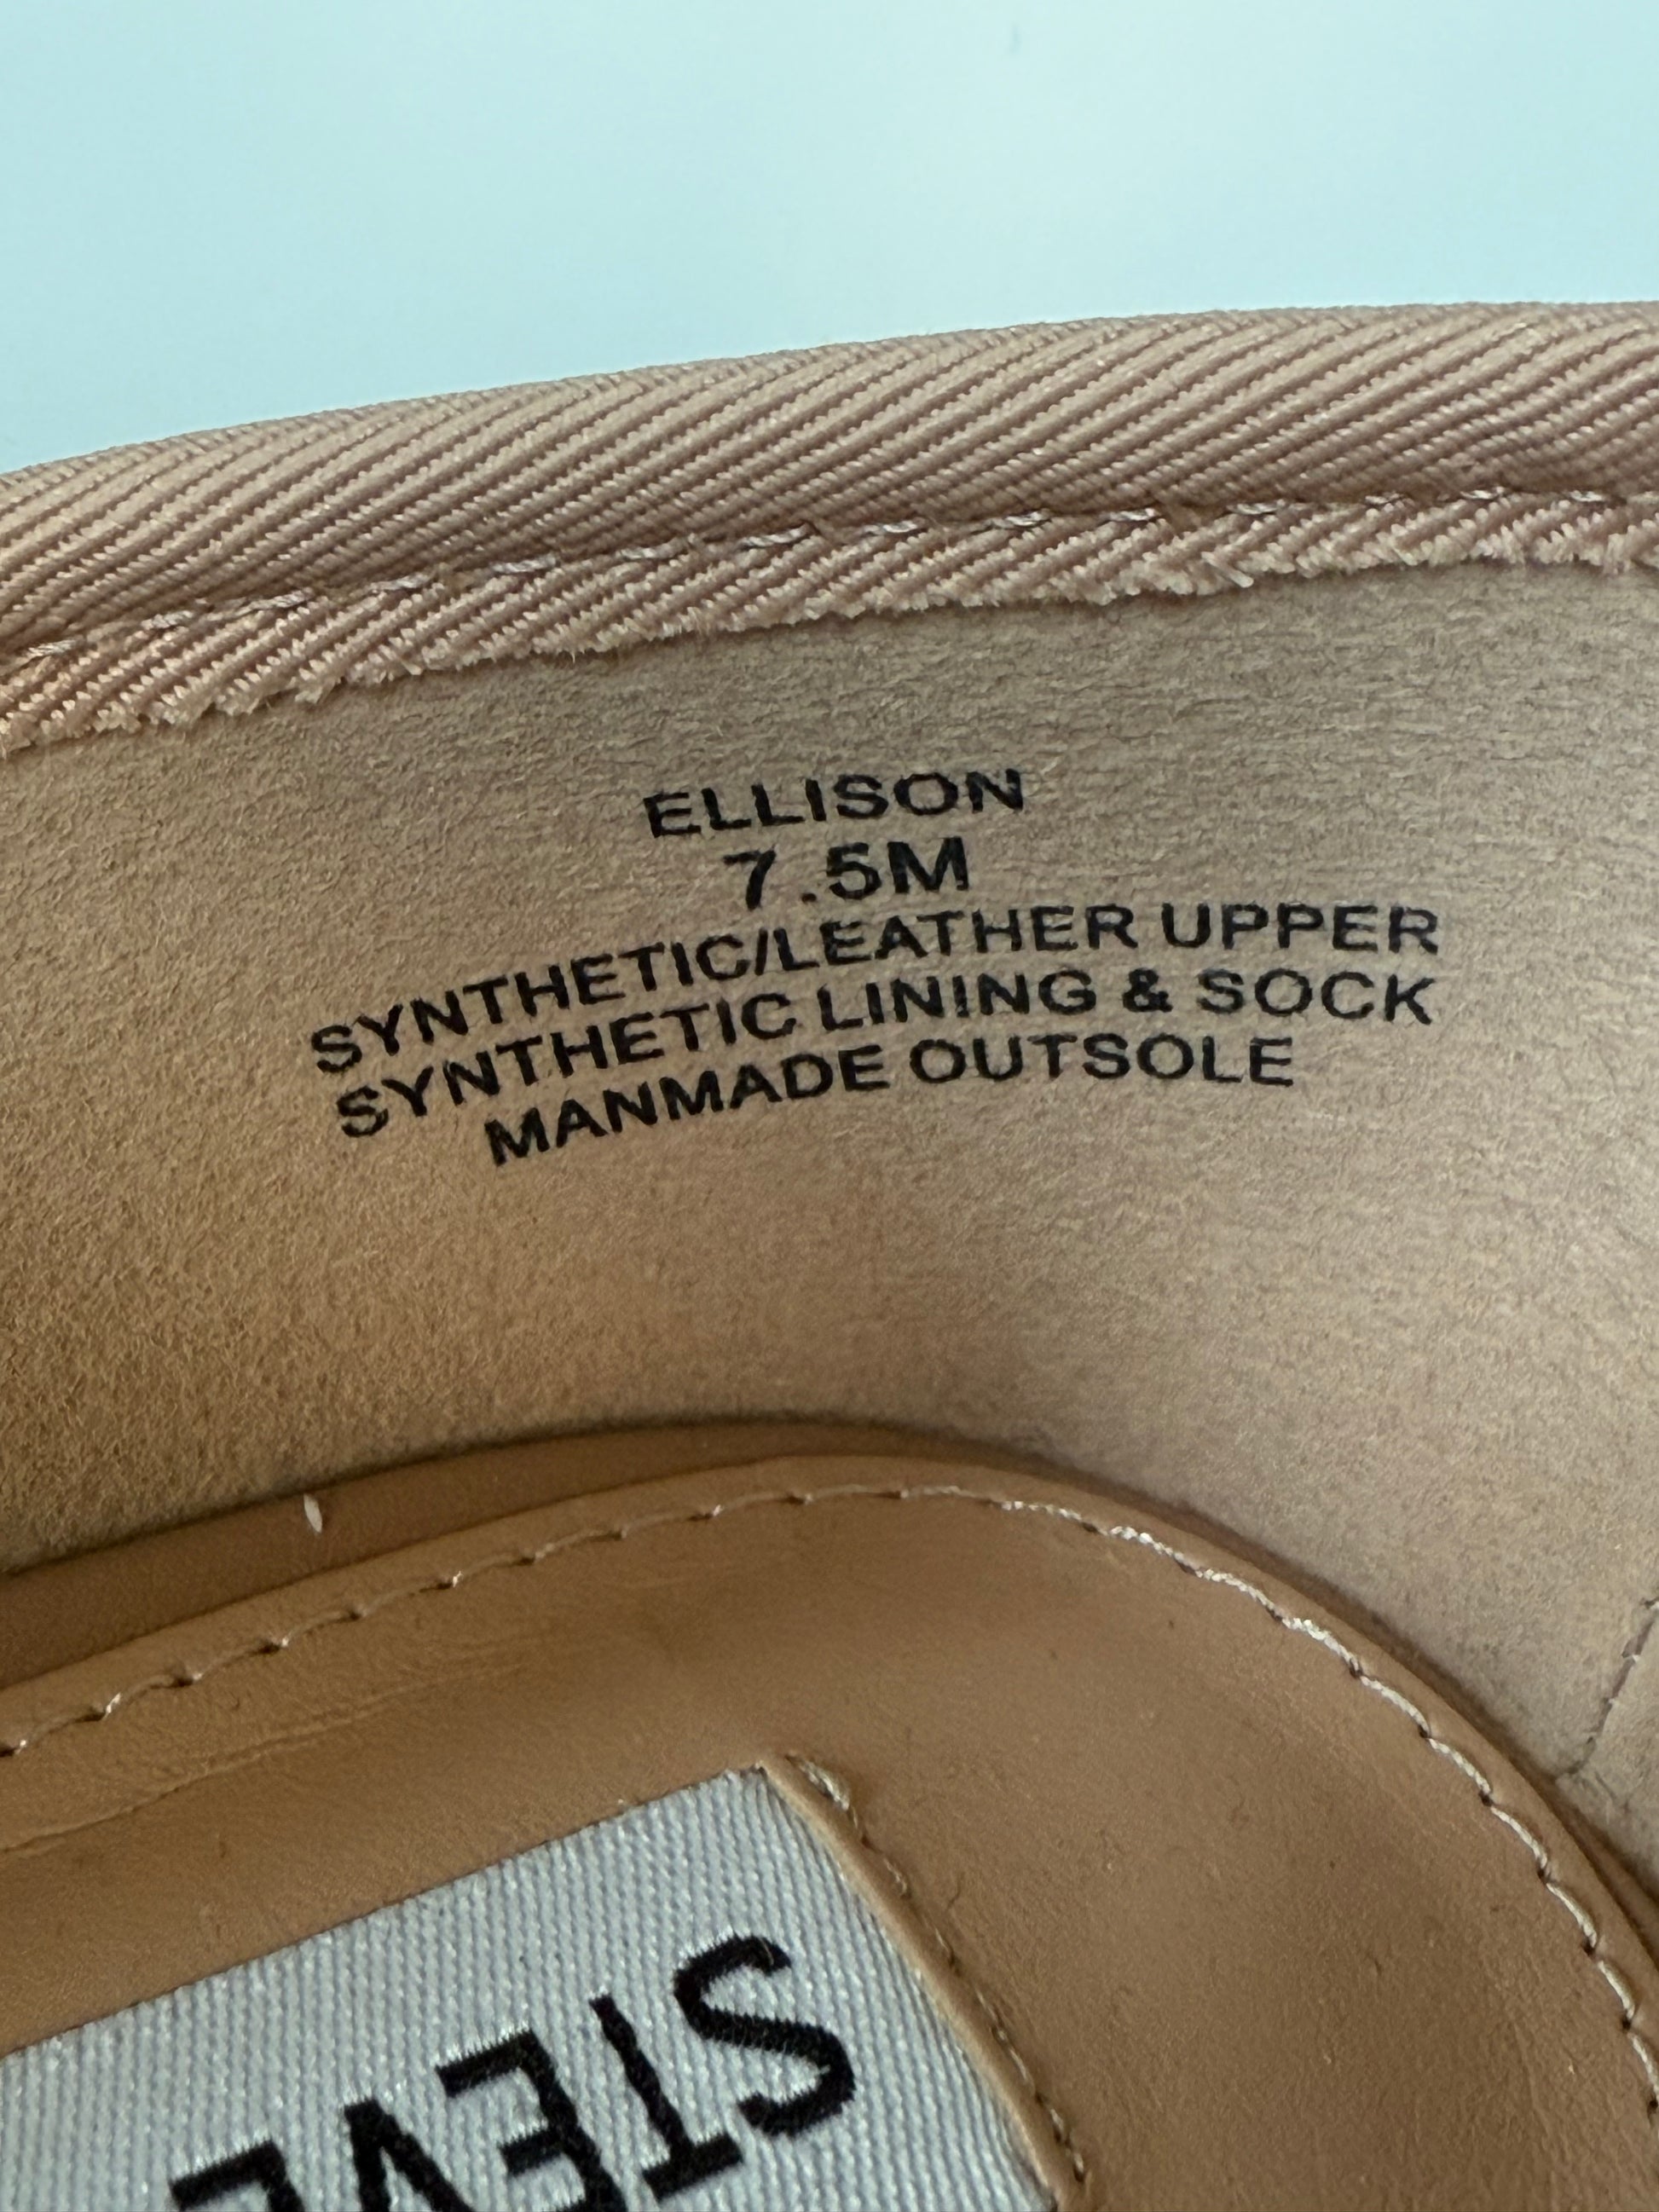 ELLISON
7.5M
SYNTHETIC/LEATHER UPPER
SYNTHETIC LINING & SOCK
MANMADE OUTSOLE
STEVE